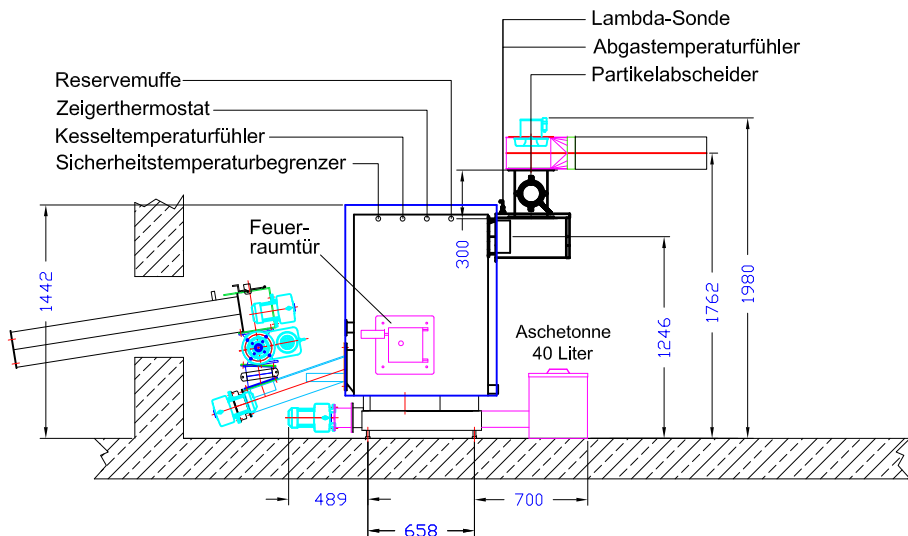 Lambda-Sonde
Abgastemperaturfühler
Partikelabscheider
Reservemuffe
Zeigerthermostat
Kesseltemperaturfühler
Sicherheitstemperaturbegrenzer
Feuer-
raumtür
300
1442
1246
1762
1980
Aschetonne
40 Liter
489
700
658